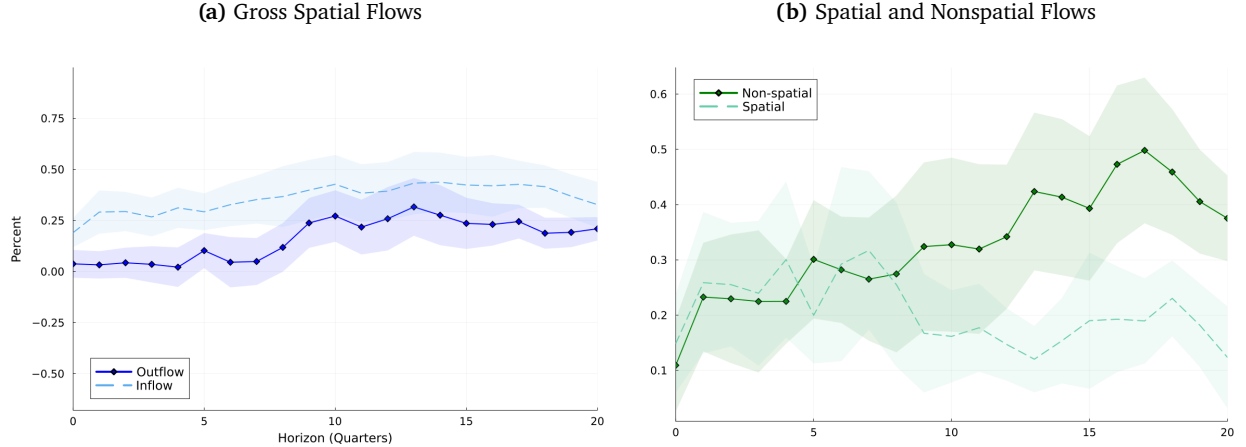 (a) Gross Spatial Flows
Percent
0.75
0.50
0.25
0.00
−0.25
−0.50
Outflow
Inflow
0 5 10 15 20
Horizon (Quarters)
(b) Spatial and Nonspatial Flows
0.6
0.5
0.4
0.3
0.2
0.1
Non-spatial
Spatial
0 5 10 15 20